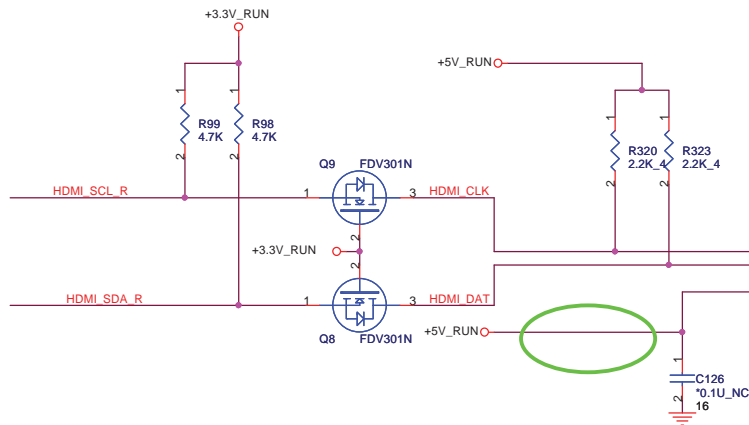 +3.3V_RUN
+5V_RUN
1
1
R99
4.7K
R98
4.7K
2
2
1
1
R320
2.2K_4
R323
2.2K_4
2
2
Q9
FDV301N
HDMI_SCL_R
1
3
HDMI_CLK
2
+3.3V_RUN
2
HDMI_SDA_R
1
3
HDMI_DAT
Q8
FDV301N
+5V_RUN
1
C126
*0.1U_NC
2
16